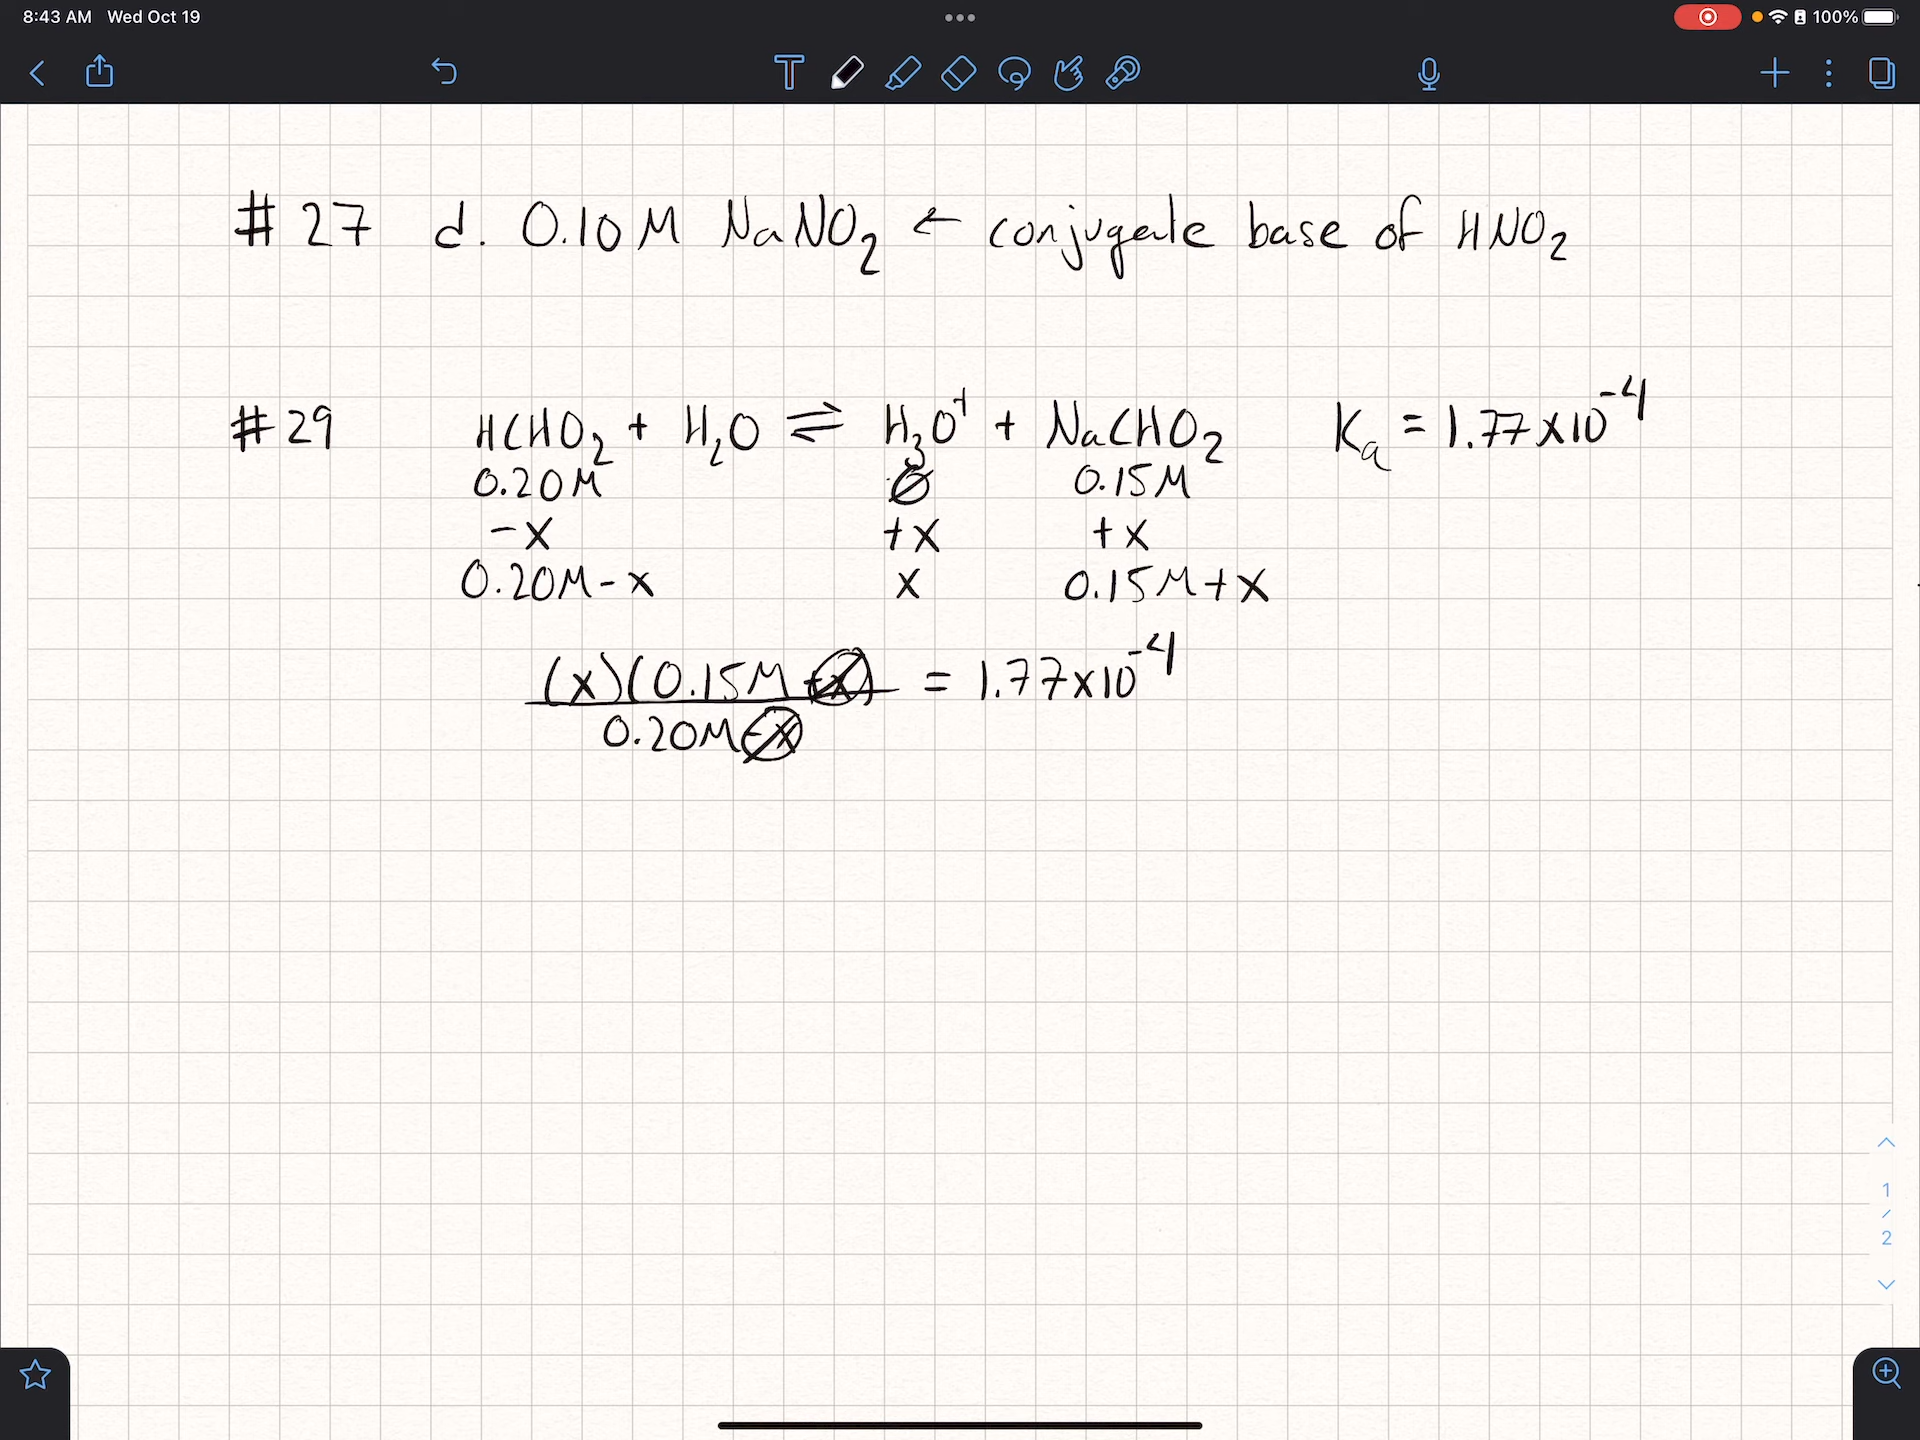 8:43 AM Wed Oct 19
100%
# 27 d. 0.10 M NaNO₂ ← conjugate base of HNO₂
# 29 HCHO₂ + H₂O ⇌ H₃O⁺ + NaCHO₂ Kₐ = 1.77x10⁻⁴
0.20M ∅ 0.15M
-x +x +x
0.20M-x x 0.15M+x
(x)(0.15M+x) = 1.77x10⁻⁴
0.20M-x
1
/
2